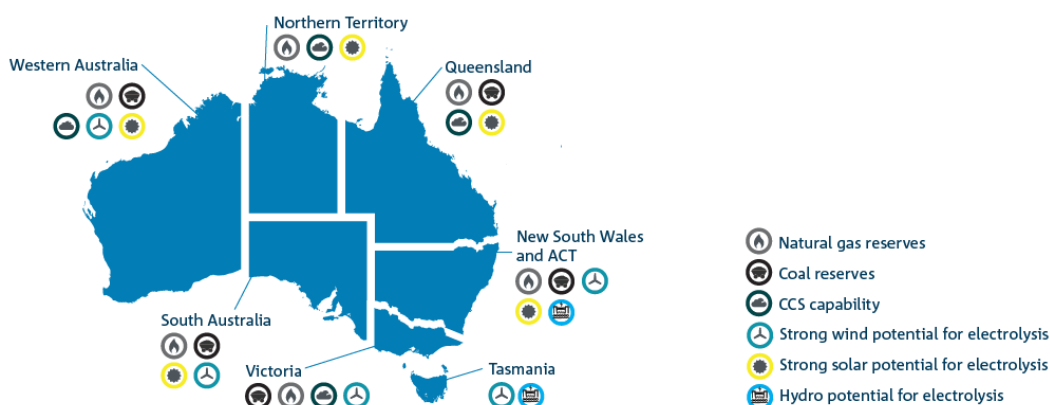 Northern Territory
Western Australia
Queensland
New South Wales
and ACT
South Australia
Victoria
Tasmania
Natural gas reserves
Coal reserves
CCS capability
Strong wind potential for electrolysis
Strong solar potential for electrolysis
Hydro potential for electrolysis